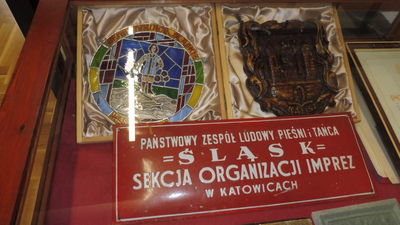 PAŃSTWOWY ZESPÓŁ LUDOWY PIEŚNI i TAŃCA
=ŚLĄSK=
SEKCJA ORGANIZACJI IMPREZ
W KATOWICACH